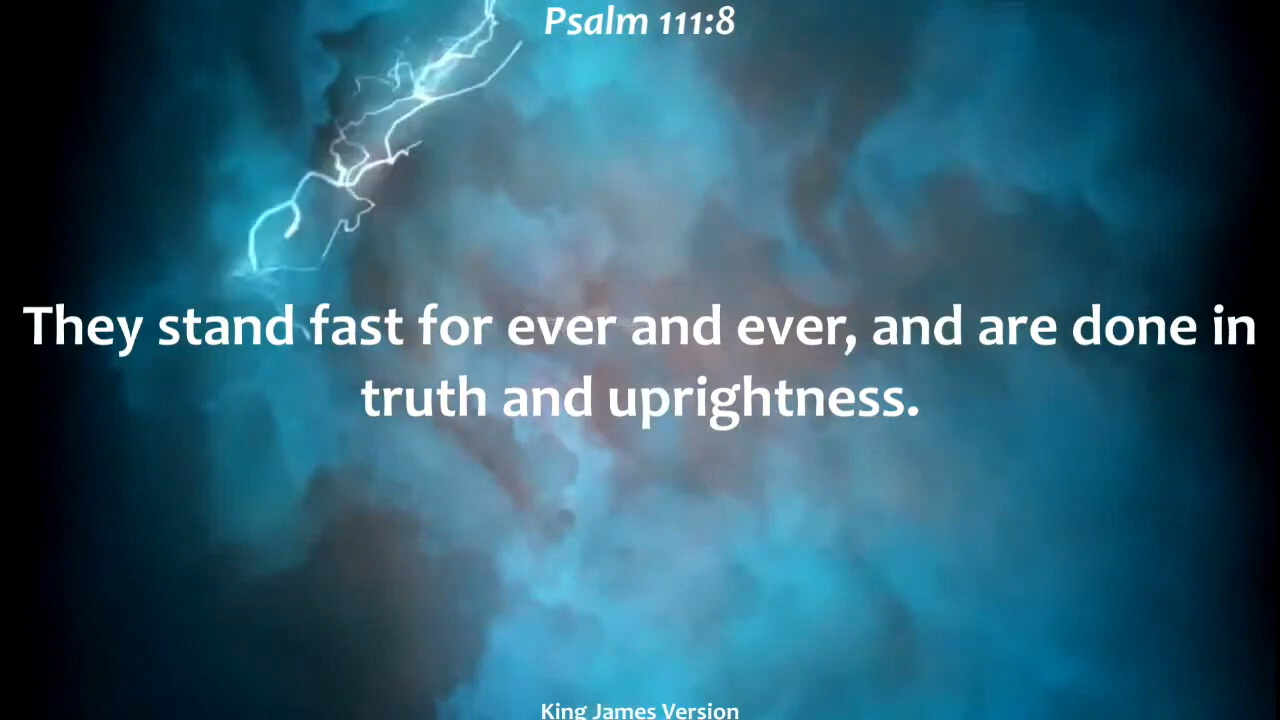 Psalm 111:8
They stand fast for ever and ever, and are done in
truth and uprightness.
King James Version